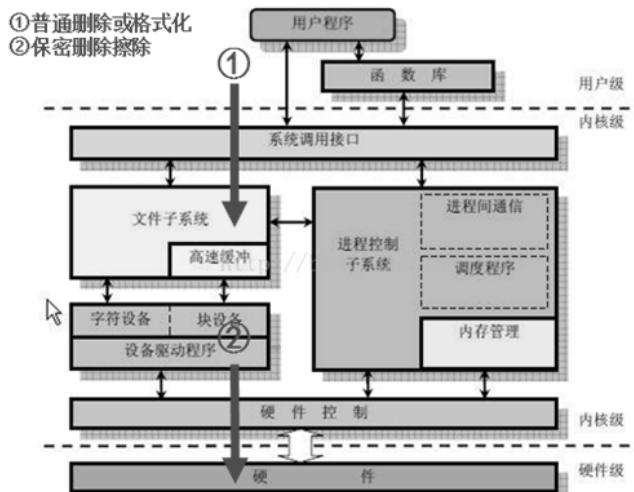 ①普通删除或格式化
②保密删除擦除
用户程序
①
函 数 库
用户级
内核级
系统调用接口
文件子系统
高速缓冲
进程控制
子系统
进程间通信
调度程序
内存管理
字符设备
块设备
②
设备驱动程序
硬 件 控 制
内核级
硬 件
硬件级